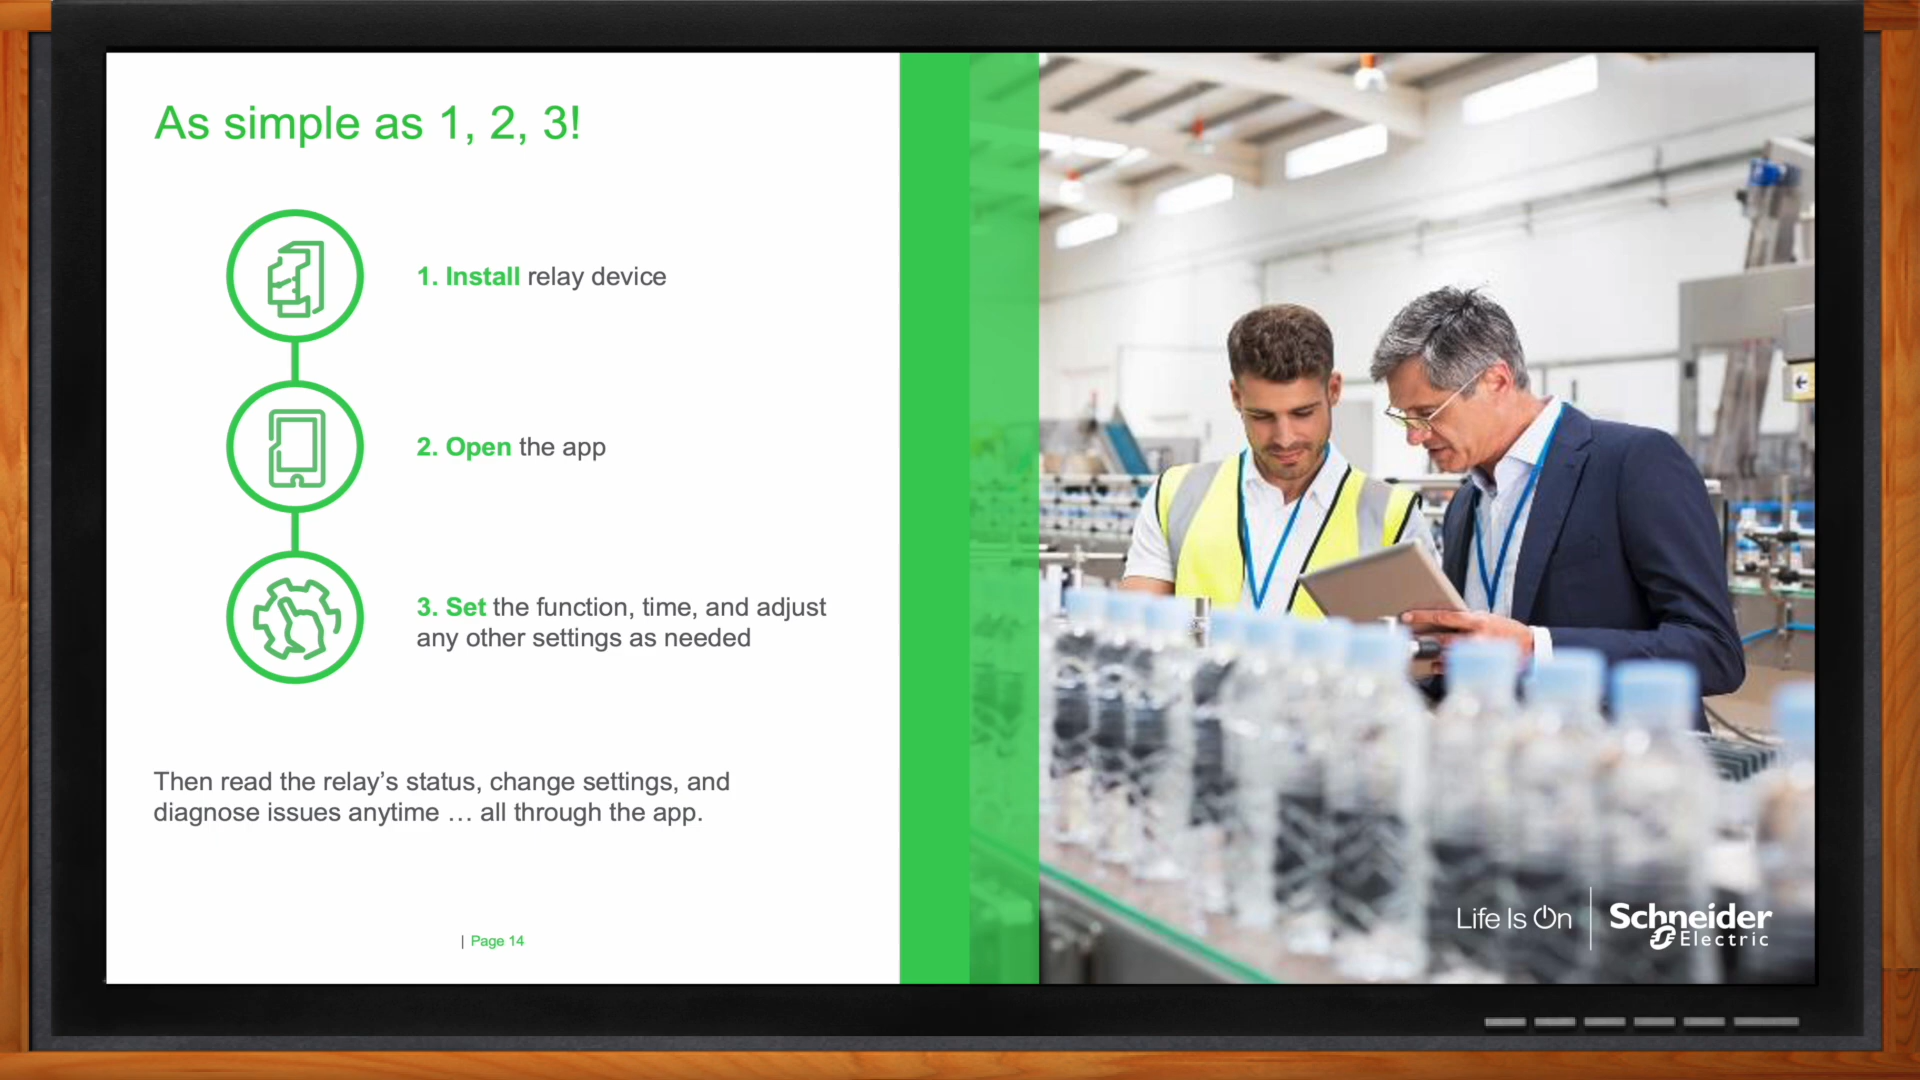 As simple as 1, 2, 3!
1. Install relay device
2. Open the app
3. Set the function, time, and adjust
any other settings as needed
Then read the relay’s status, change settings, and
diagnose issues anytime … all through the app.
| Page 14
Life Is On
Schneider
Electric